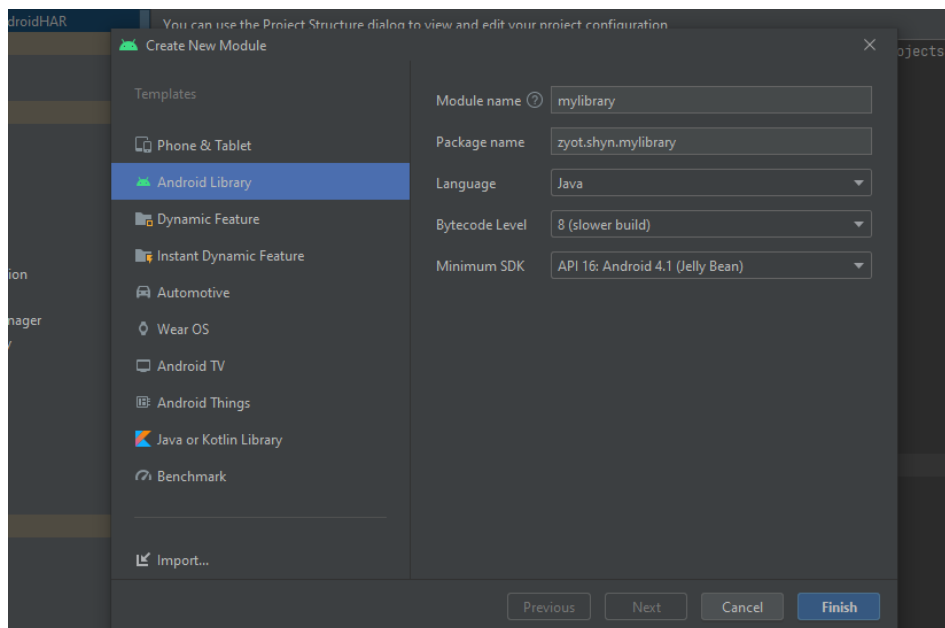 droidHAR
You can use the Project Structure dialog to view and edit your project configuration
ojects
Create New Module
Templates
Phone & Tablet
Android Library
Dynamic Feature
Instant Dynamic Feature
Automotive
Wear OS
Android TV
Android Things
Java or Kotlin Library
Benchmark
Import...
Module name ? mylibrary
Package name zyot.shyn.mylibrary
Language Java
Bytecode Level 8 (slower build)
Minimum SDK API 16: Android 4.1 (Jelly Bean)
ion
nager
Previous Next Cancel Finish